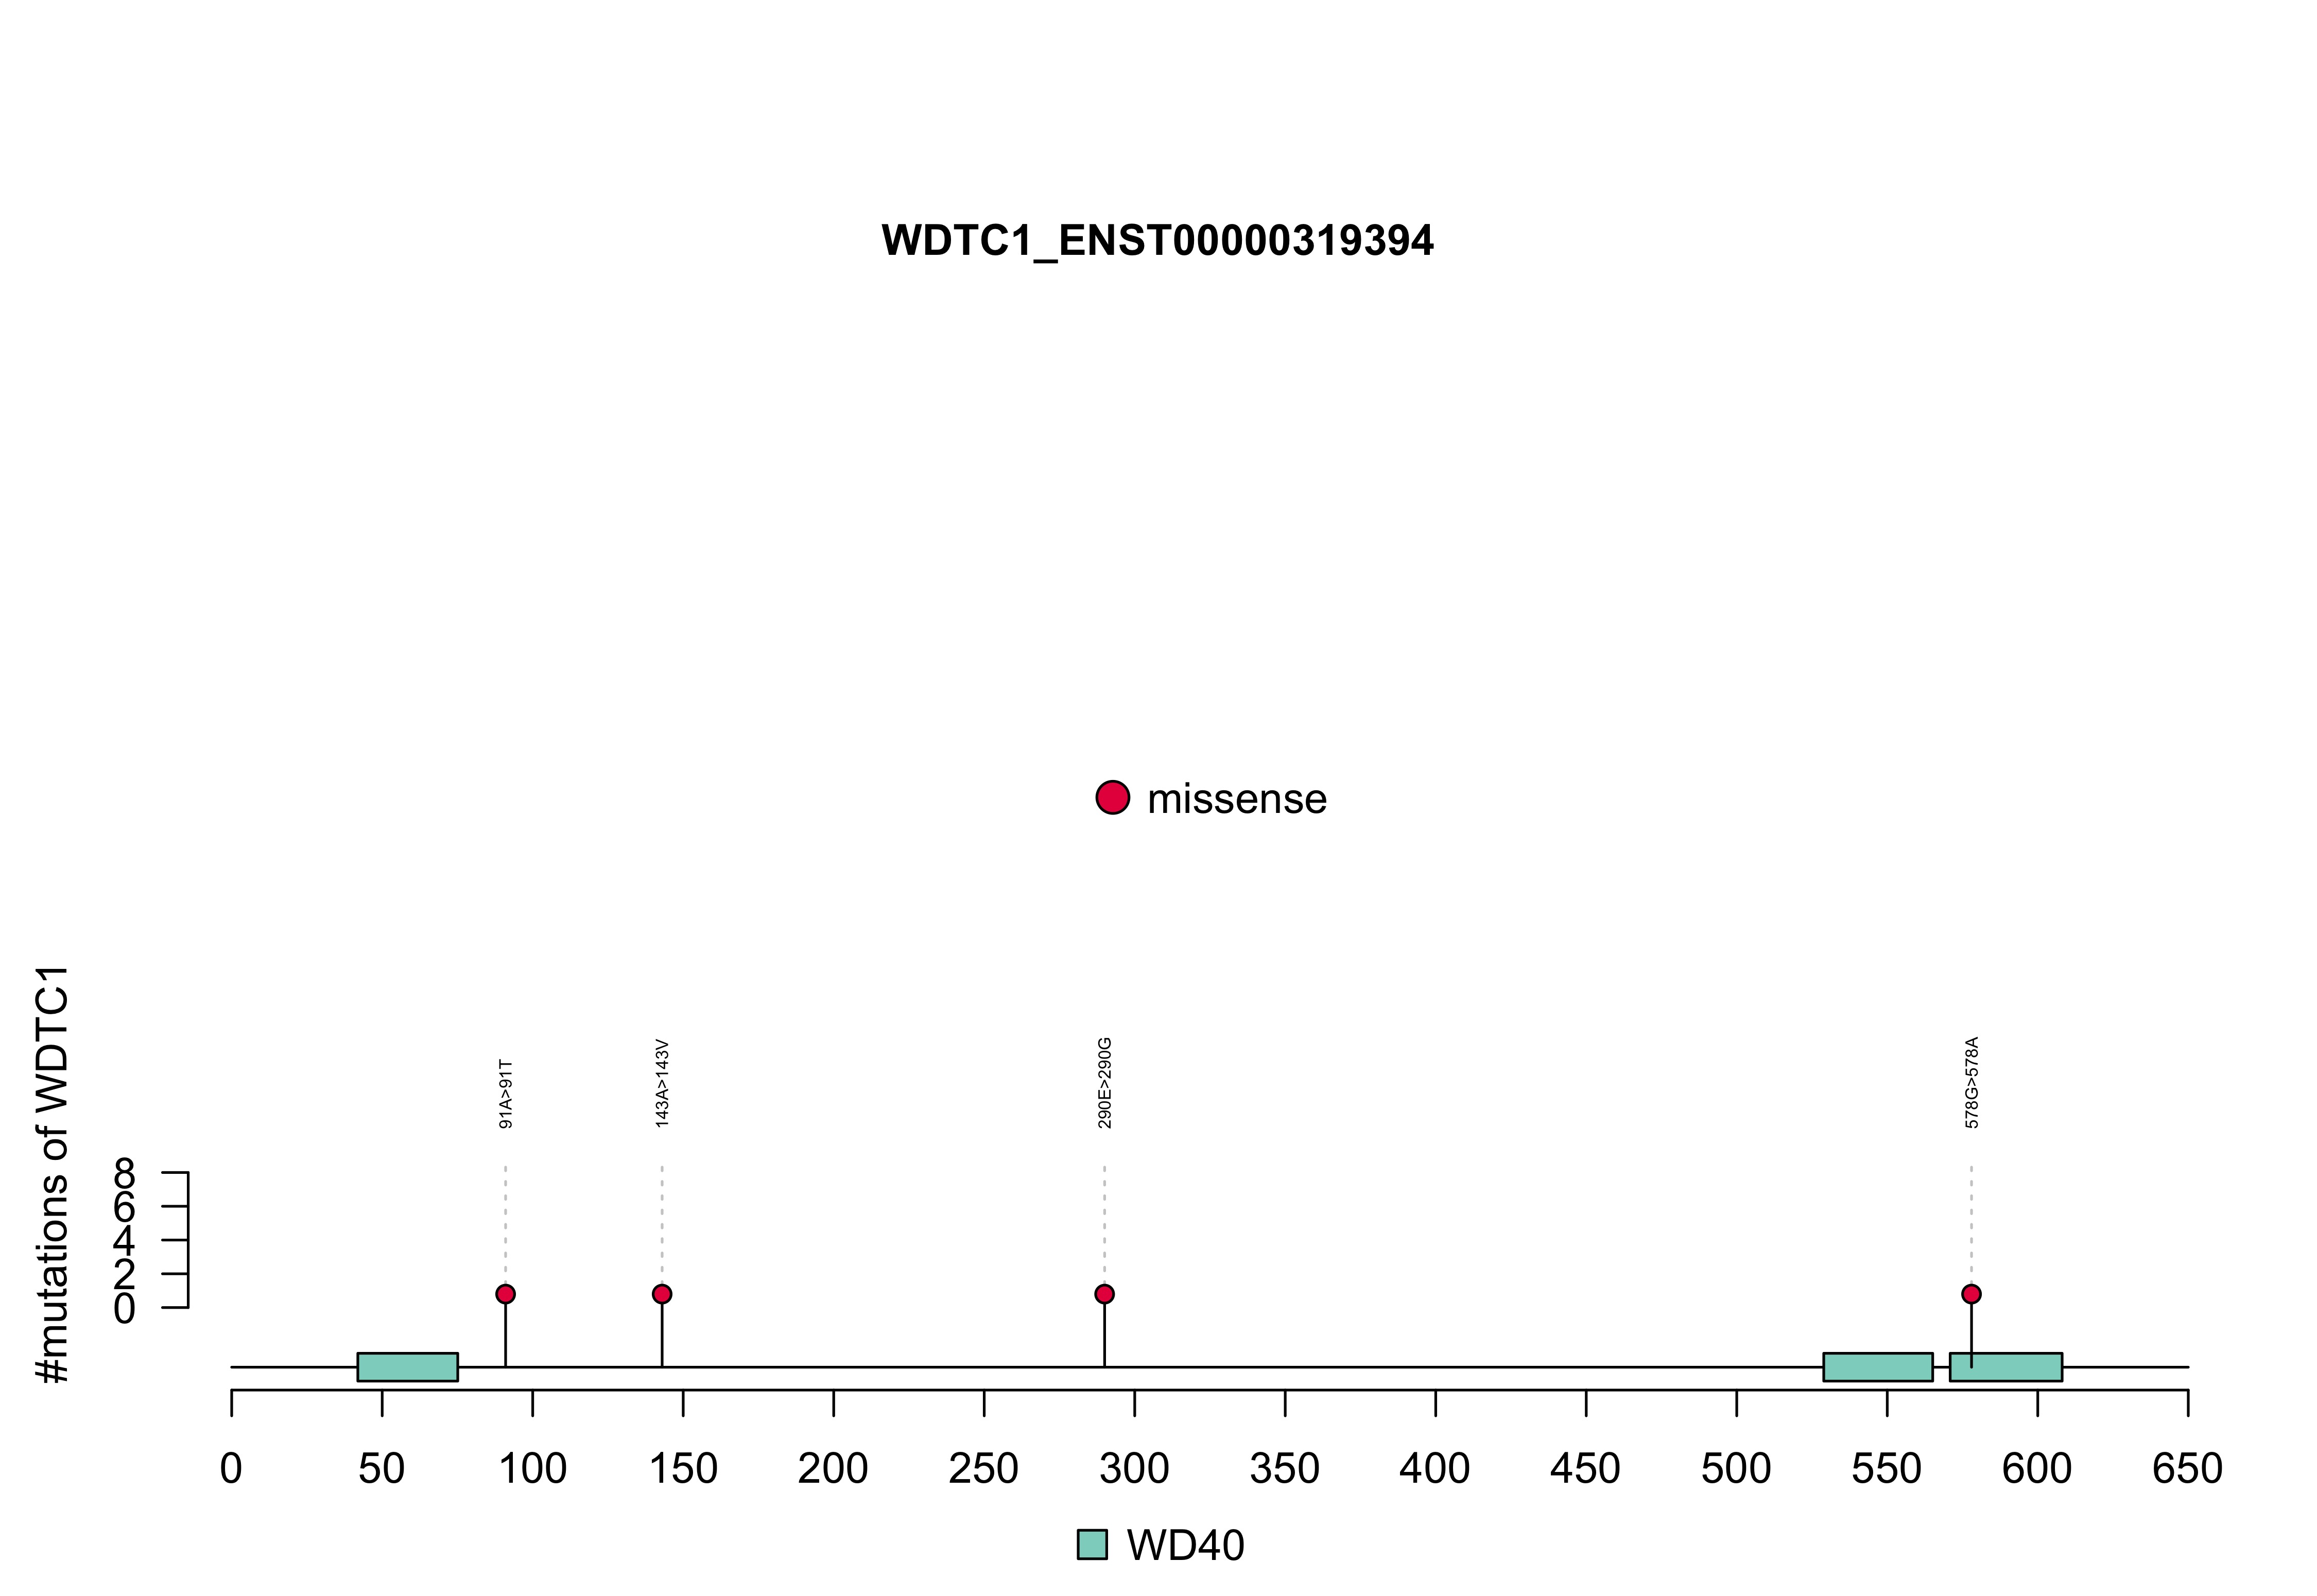 WDTC1_ENST00000319394
missense
#mutations of WDTC1
91A>91T
143A>143V
290E>290G
578G>578A
8
6
4
2
0
0 50 100 150 200 250 300 350 400 450 500 550 600 650
WD40